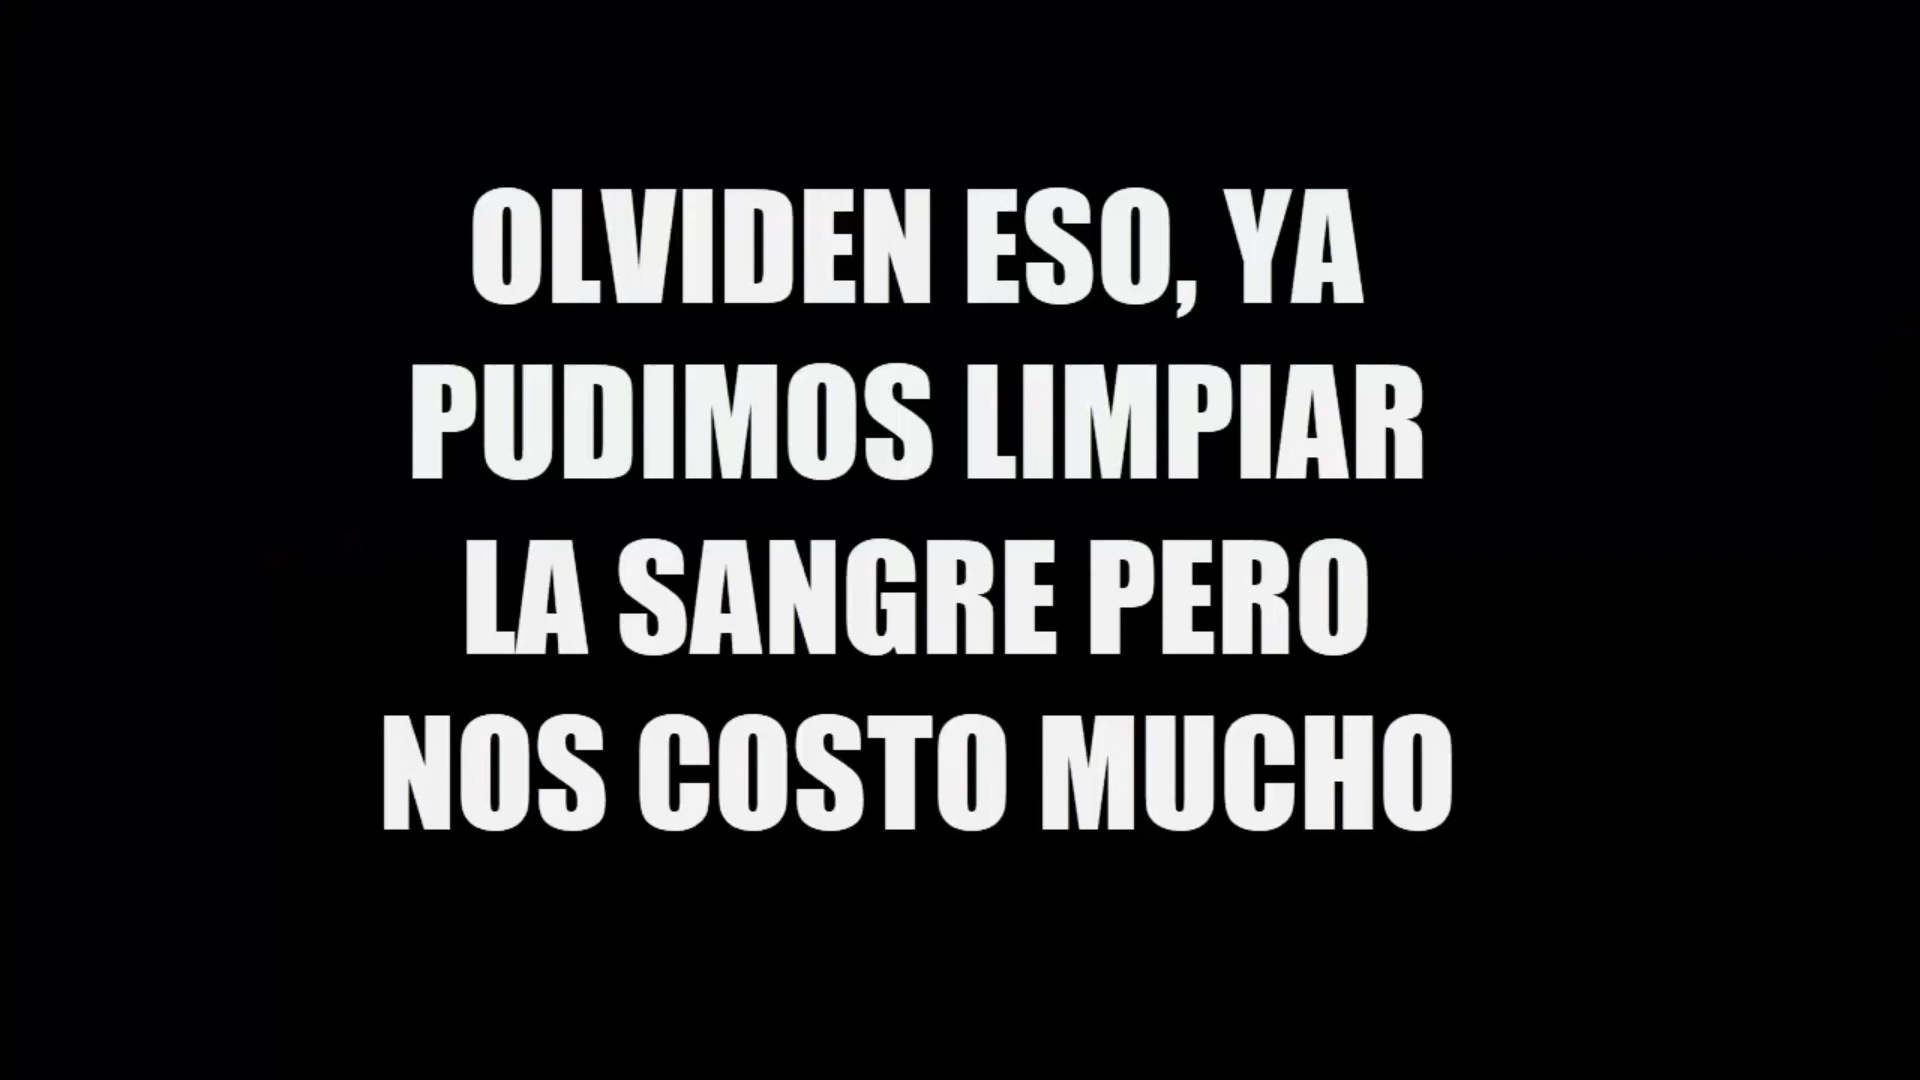 OLVIDEN ESO, YA
PUDIMOS LIMPIAR
LA SANGRE PERO
NOS COSTO MUCHO